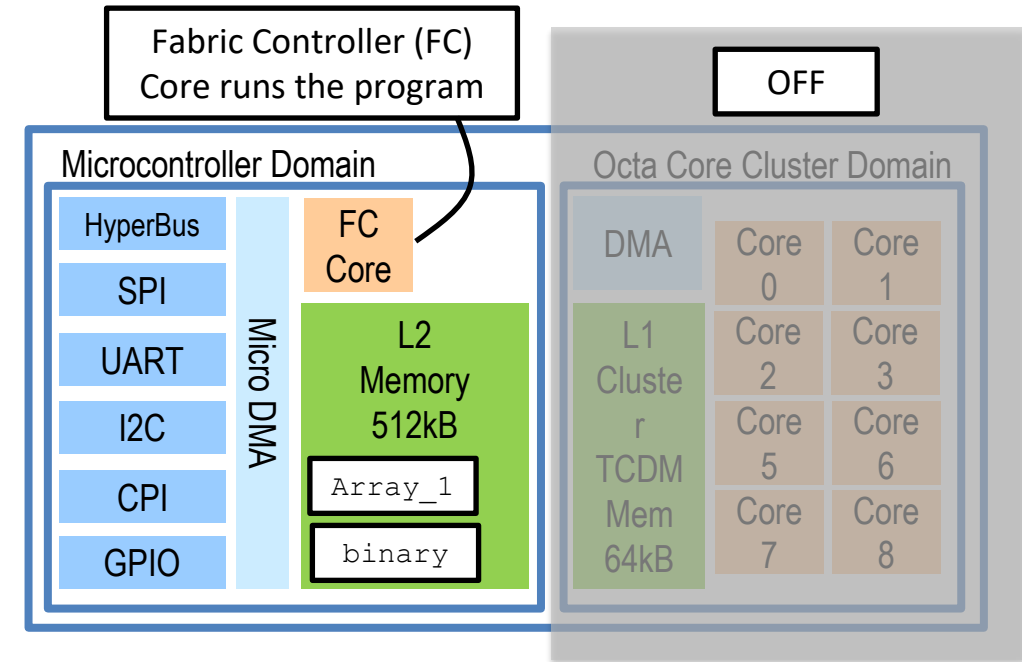 Fabric Controller (FC)
Core runs the program
OFF
Microcontroller Domain
HyperBus
SPI
UART
I2C
CPI
GPIO
Micro DMA
FC
Core
L2
Memory
512kB
Array_1
binary
Octa Core Cluster Domain
DMA
L1
Cluste
r
TCDM
Mem
64kB
Core
0
Core
1
Core
2
Core
3
Core
5
Core
6
Core
7
Core
8